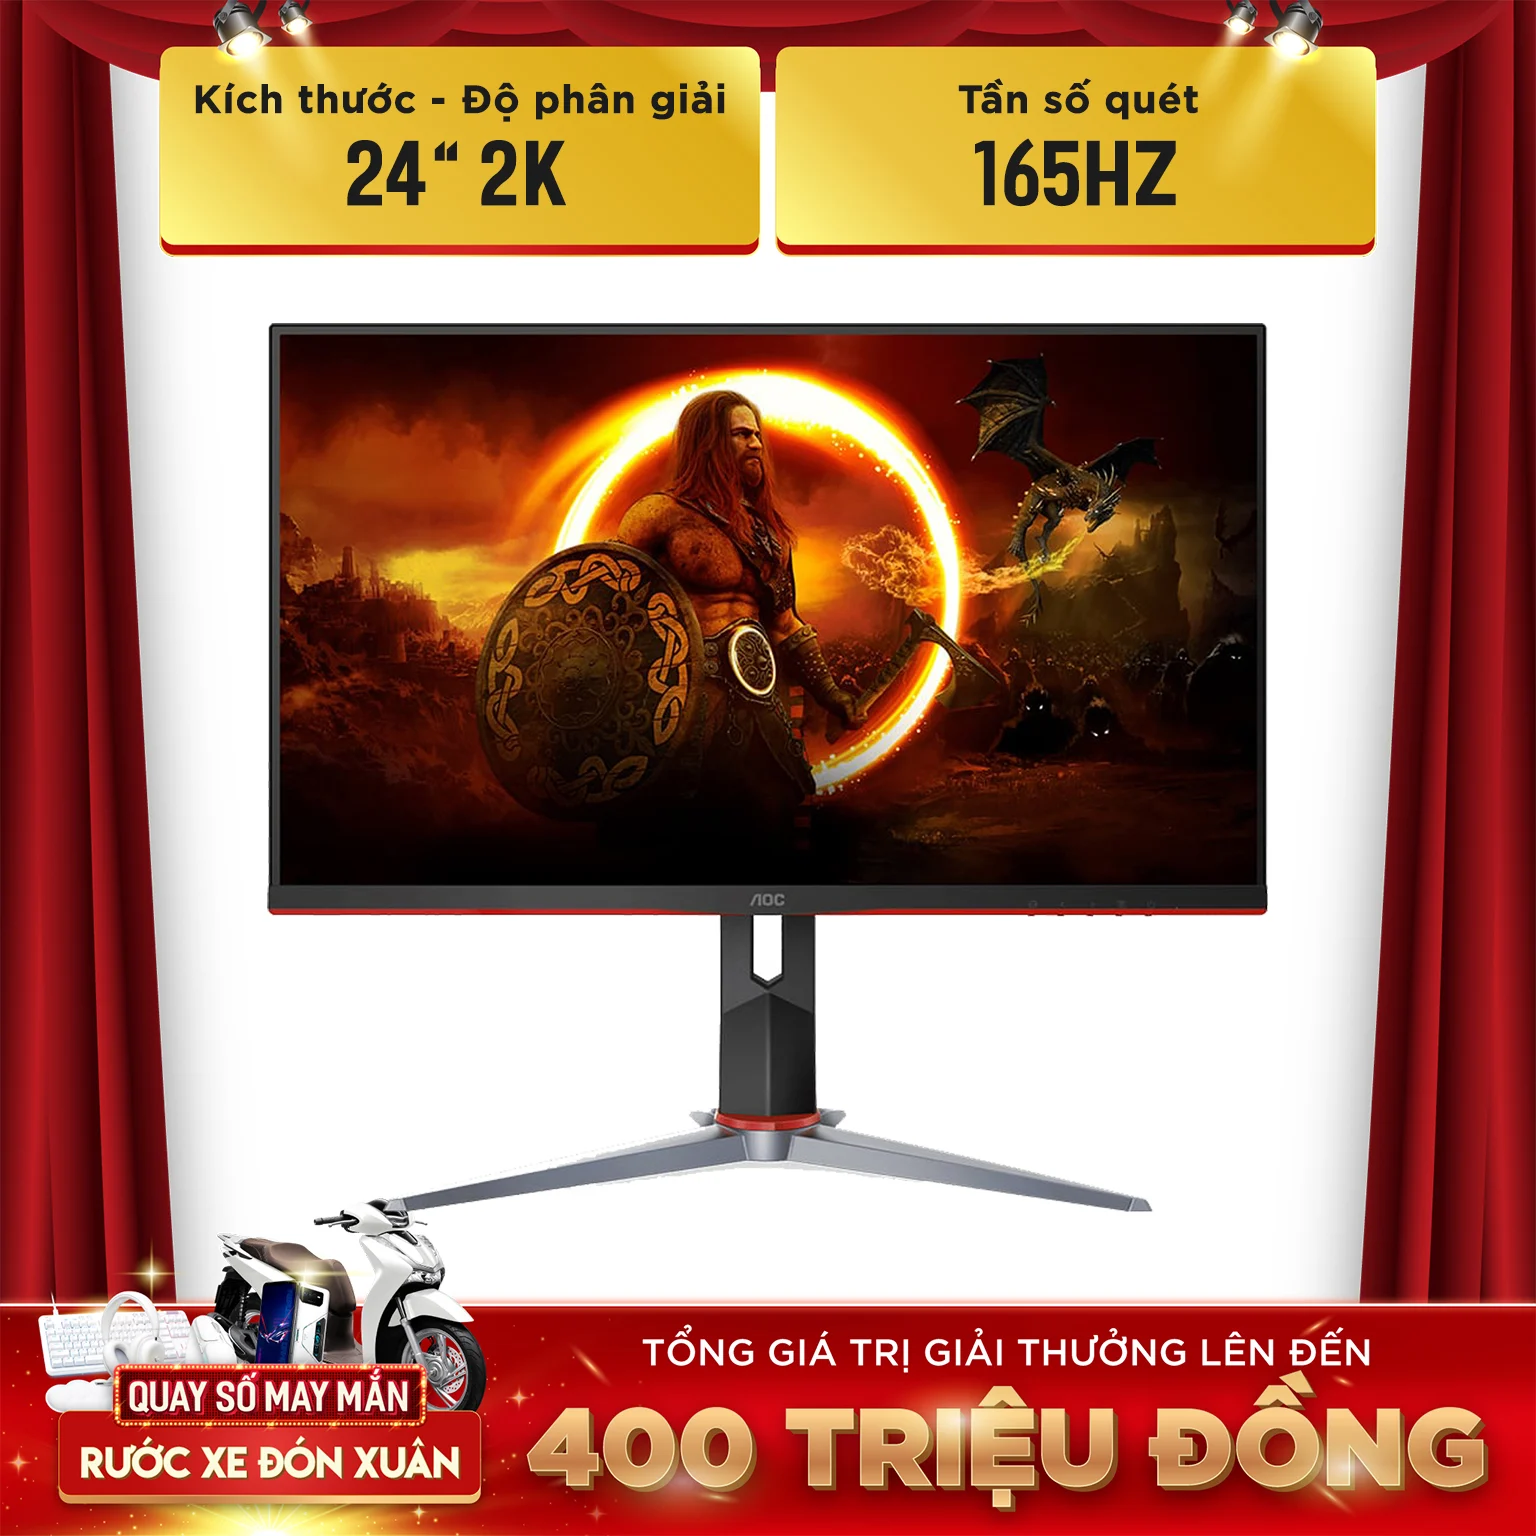 Kích thước - Độ phân giải
24“ 2K
Tần số quét
165HZ
AOC
TỔNG GIÁ TRỊ GIẢI THƯỞNG LÊN ĐẾN
400 TRIỆU ĐỒNG
QUAY SỐ MAY MẮN
RƯỚC XE ĐÓN XUÂN